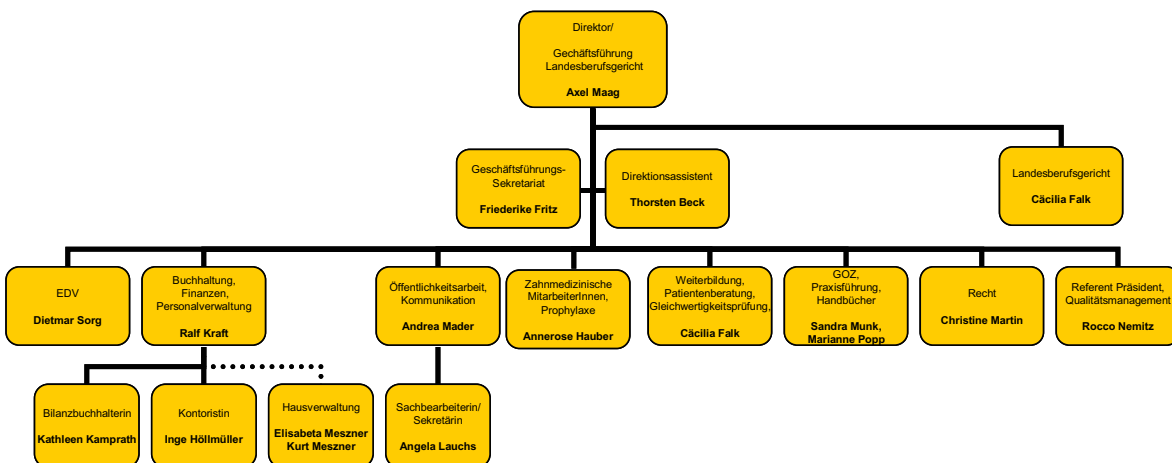 Direktor/
Gechäftsführung
Landesberufsgericht
Axel Maag
Geschäftsführungs-
Sekretariat
Friederike Fritz
Direktionsassistent
Thorsten Beck
Landesberufsgericht
Cäcilia Falk
EDV
Dietmar Sorg
Buchhaltung,
Finanzen,
Personalverwaltung
Ralf Kraft
Öffentlichkeitsarbeit,
Kommunikation
Andrea Mader
Zahnmedizinische
MitarbeiterInnen,
Prophylaxe
Annerose Hauber
Weiterbildung,
Patientenberatung,
Gleichwertigkeitsprüfung,
Cäcilia Falk
GOZ,
Praxisführung,
Handbücher
Sandra Munk,
Marianne Popp
Recht
Christine Martin
Referent Präsident,
Qualitätsmanagement
Rocco Nemitz
Bilanzbuchhalterin
Kathleen Kamprath
Kontoristin
Inge Höllmüller
Hausverwaltung
Elisabeta Meszner
Kurt Meszner
Sachbearbeiterin/
Sekretärin
Angela Lauchs